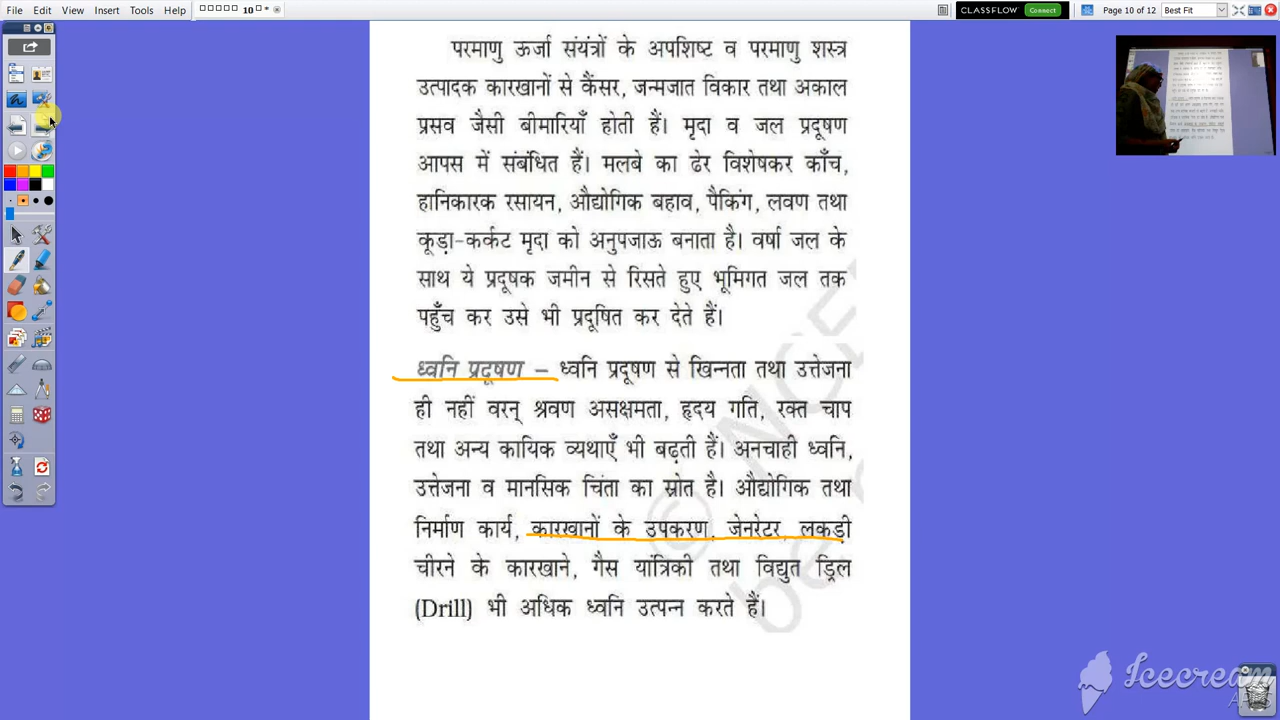 File Edit View Insert Tools Help
10
CLASSFLOW Connect
Page 10 of 12
Best Fit
परमाणु ऊर्जा संयंत्रों के अपशिष्ट व परमाणु शस्त्र
उत्पादक कारखानों से कैंसर, जन्मजात विकार तथा अकाल
प्रसव जैसी बीमारियाँ होती हैं। मृदा व जल प्रदूषण
आपस में संबंधित हैं। मलबे का ढेर विशेषकर काँच,
हानिकारक रसायन, औद्योगिक बहाव, पैकिंग, लवण तथा
कूड़ा-कर्कट मृदा को अनुपजाऊ बनाता है। वर्षा जल के
साथ ये प्रदूषक जमीन से रिसते हुए भूमिगत जल तक
पहुँच कर उसे भी प्रदूषित कर देते हैं।
ध्वनि प्रदूषण – ध्वनि प्रदूषण से खिन्नता तथा उत्तेजना
ही नहीं वरन् श्रवण असक्षमता, हृदय गति, रक्त चाप
तथा अन्य कायिक व्यथाएँ भी बढ़ती हैं। अनचाही ध्वनि,
उत्तेजना व मानसिक चिंता का स्रोत है। औद्योगिक तथा
निर्माण कार्य, कारखानों के उपकरण, जेनरेटर, लकड़ी
चीरने के कारखाने, गैस यांत्रिकी तथा विद्युत ड्रिल
(Drill) भी अधिक ध्वनि उत्पन्न करते हैं।
Icecream
APPS